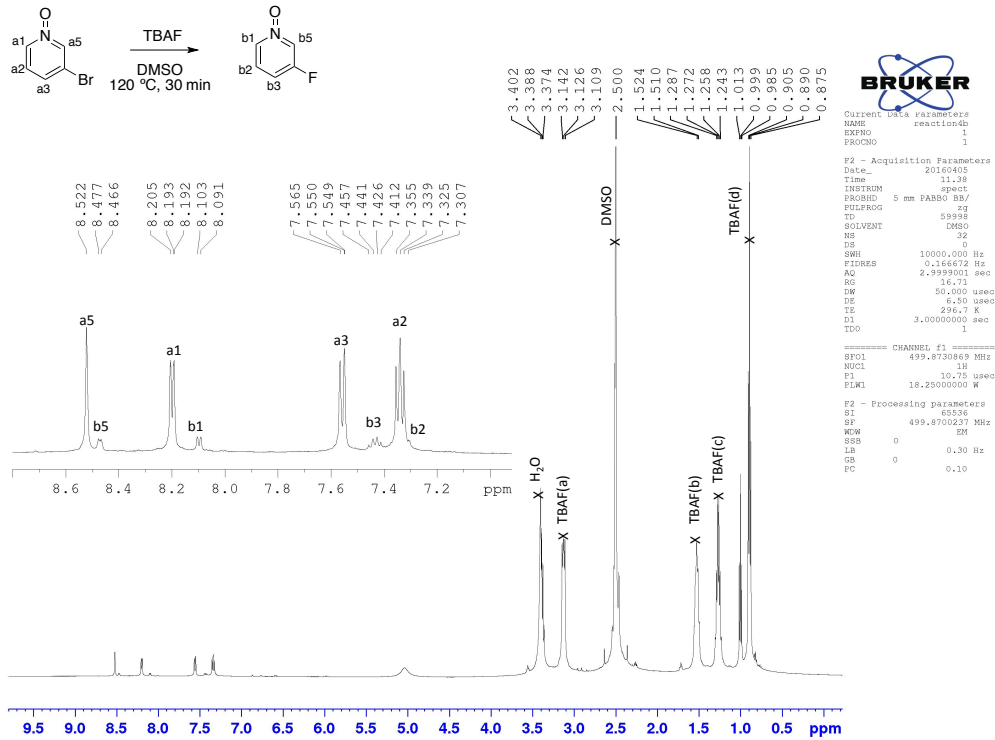 O
N
a1
a5
a2
a3
Br
TBAF
DMSO
120 ºC, 30 min
O
N
b1
b5
b2
b3
F
8.522
8.477
8.466
8.205
8.193
8.192
8.103
8.091
7.565
7.550
7.549
7.457
7.441
7.426
7.412
7.355
7.339
7.325
7.307
3.402
3.388
3.374
3.142
3.126
3.109
2.500
1.524
1.510
1.287
1.272
1.258
1.243
1.013
0.999
0.985
0.905
0.890
0.875
a5
b5
a1
b1
a3
b3
a2
b2
8.6 8.4 8.2 8.0 7.8 7.6 7.4 7.2 ppm
X H₂O
X TBAF(a)
X DMSO
X TBAF(b)
X TBAF(c)
X TBAF(d)
9.5 9.0 8.5 8.0 7.5 7.0 6.5 6.0 5.5 5.0 4.5 4.0 3.5 3.0 2.5 2.0 1.5 1.0 0.5 ppm
BRUKER
Current Data Parameters
NAME reaction4b
EXPNO 1
PROCNO 1
F2 - Acquisition Parameters
Date_ 20160405
Time 11.38
INSTRUM spect
PROBHD 5 mm PABBO BB/
PULPROG zg
TD 59998
SOLVENT DMSO
NS 32
DS 0
SWH 10000.000 Hz
FIDRES 0.166672 Hz
AQ 2.9999001 sec
RG 16.71
DW 50.000 usec
DE 6.50 usec
TE 296.7 K
D1 3.00000000 sec
TD0 1
======== CHANNEL f1 ========
SFO1 499.8730869 MHz
NUC1 1H
P1 10.75 usec
PLW1 18.25000000 W
F2 - Processing parameters
SI 65536
SF 499.8700237 MHz
WDW EM
SSB 0
LB 0.30 Hz
GB 0
PC 0.10